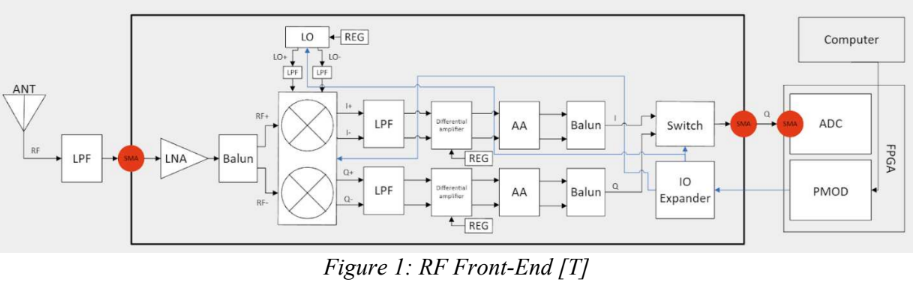 LO
REG
Computer
LO+
LO-
LPF
LPF
ANT
RF
LPF
SMA
LNA
Balun
RF+
RF-
I+
I-
LPF
Differential
amplifier
REG
AA
Balun
I
Switch
SMA
Q
SMA
ADC
FPGA
Q+
Q-
LPF
Differential
amplifier
REG
AA
Balun
Q
IO
Expander
PMOD
Figure 1: RF Front-End [T]